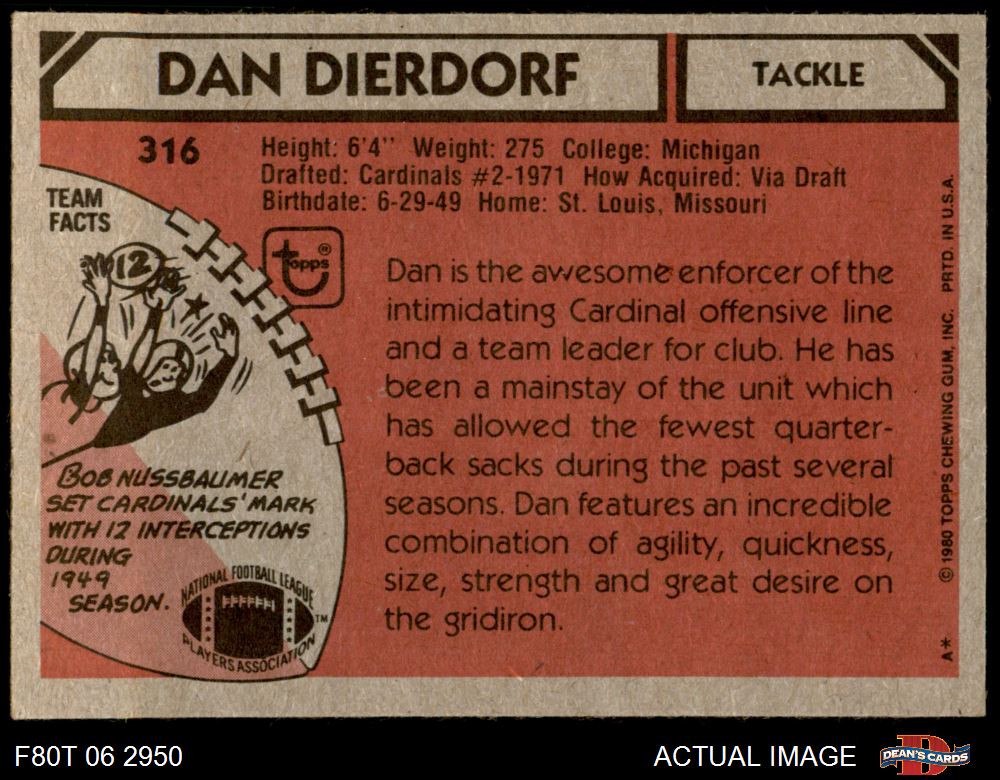 DAN DIERDORF
TACKLE
316
Height: 6'4" Weight: 275 College: Michigan
Drafted: Cardinals #2-1971 How Acquired: Via Draft
Birthdate: 6-29-49 Home: St. Louis, Missouri
TEAM
FACTS
12
topps®
Dan is the awesome enforcer of the
intimidating Cardinal offensive line
and a team leader for club. He has
been a mainstay of the unit which
has allowed the fewest quarter-
back sacks during the past several
seasons. Dan features an incredible
combination of agility, quickness,
size, strength and great desire on
the gridiron.
BOB NUSSBAUMER
SET CARDINALS' MARK
WITH 12 INTERCEPTIONS
DURING
1949
SEASON.
NATIONAL FOOTBALL LEAGUE
PLAYERS ASSOCIATION
TM
A* © 1980 TOPPS CHEWING GUM, INC. PRTD. IN U.S.A.
F80T 06 2950
ACTUAL IMAGE
DEAN'S CARDS